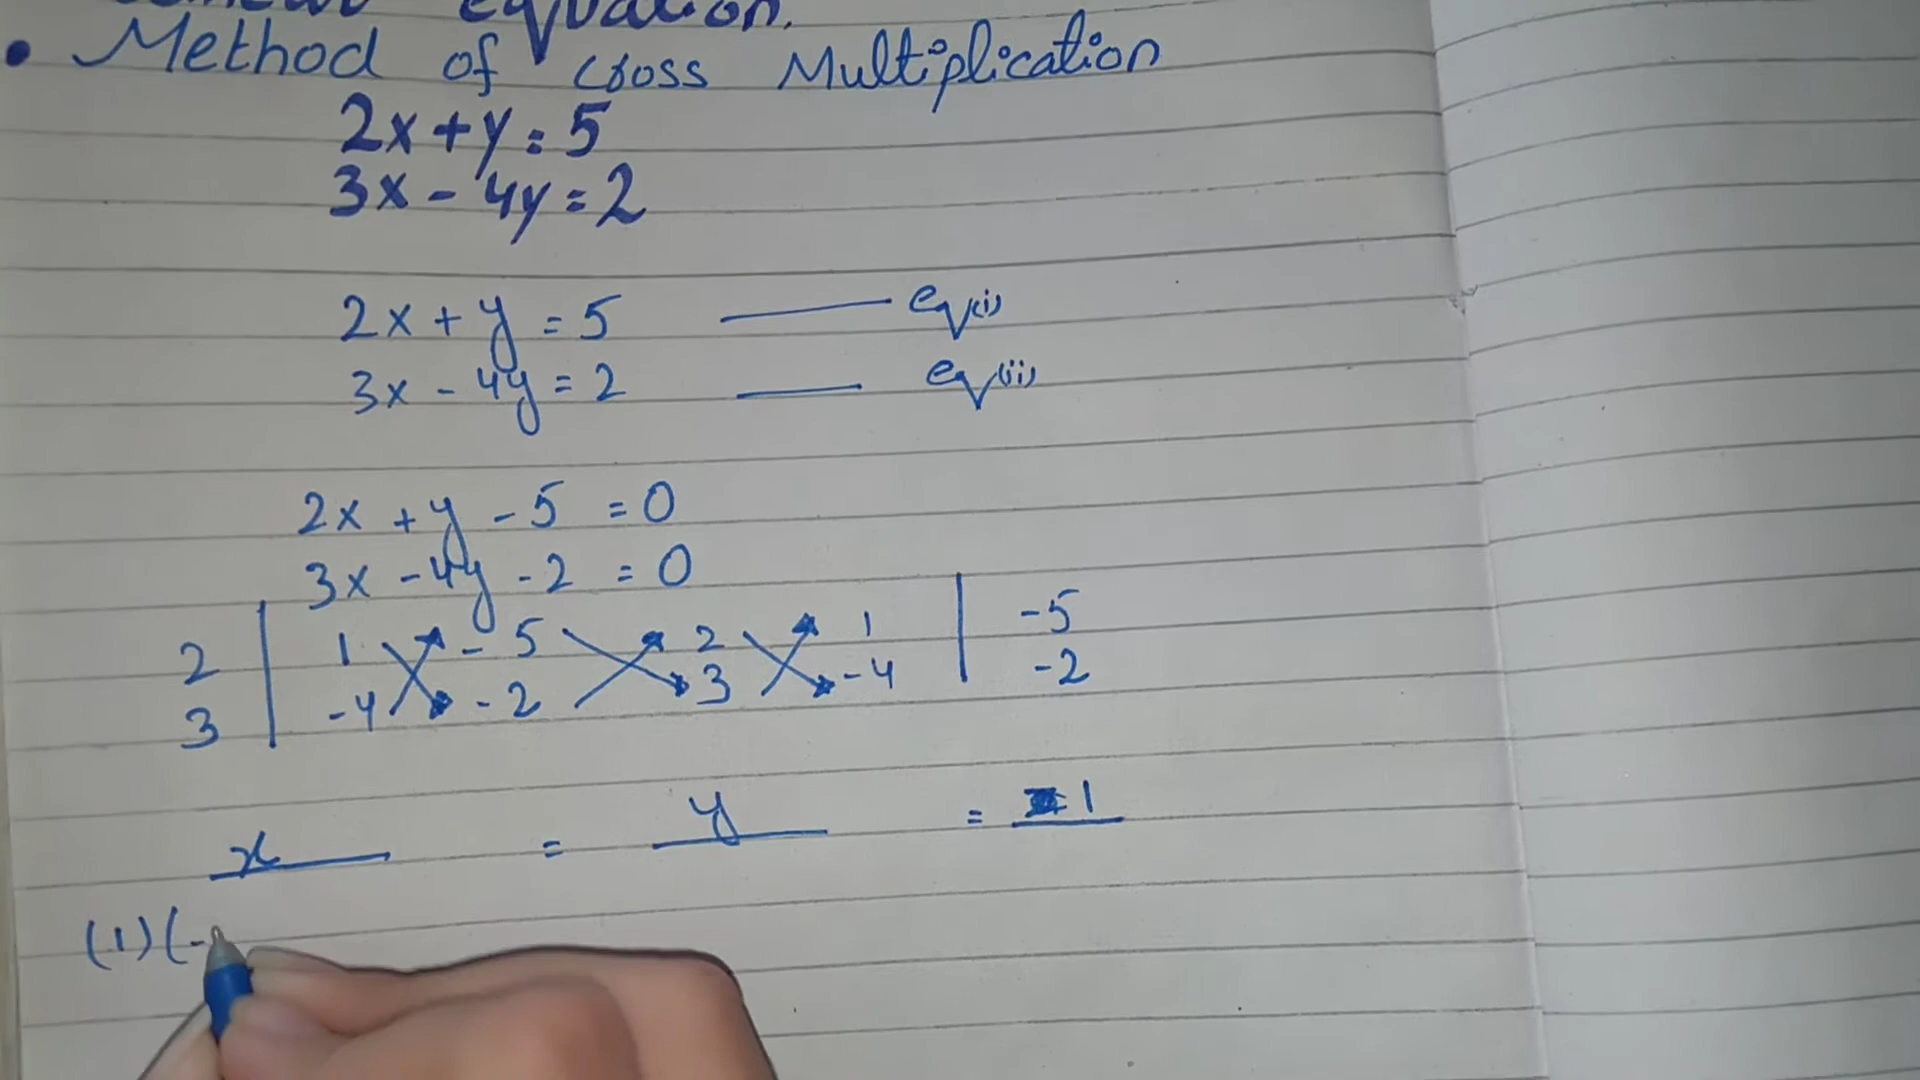 equation.
• Method of cross Multiplication
2x+y=5
3x-4y=2
2x+y=5 —— eq(i)
3x-4y=2 —— eq(ii)
2x+y-5=0
3x-4y-2=0
2 | 1 -5 2 1 | -5
3 | -4 -2 3 -4 | -2
x = y = 1
(1)(-